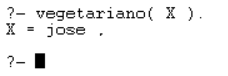 ?- vegetariano( X ).
X = jose .
?-